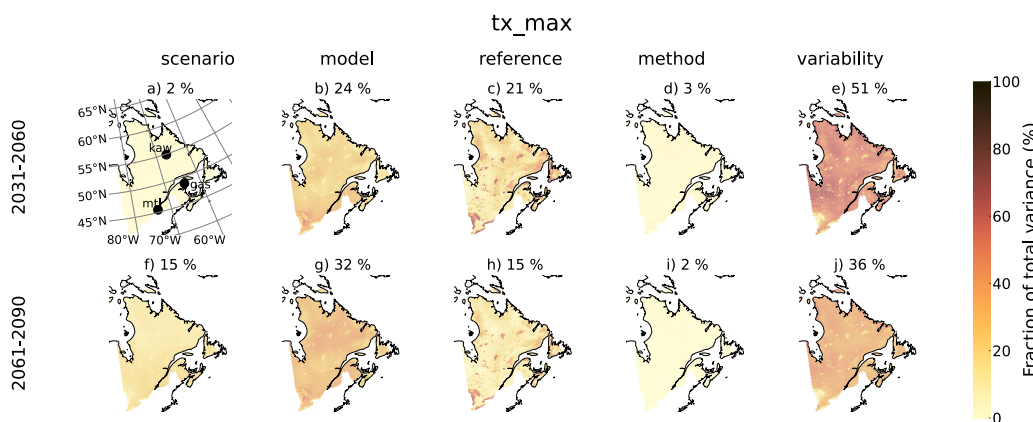 tx_max
scenario model reference method variability
a) 2 % b) 24 % c) 21 % d) 3 % e) 51 %
2031-2060
65°N
60°N
55°N
50°N
45°N
kaw
gas
mtl
80°W 70°W 60°W
f) 15 % g) 32 % h) 15 % i) 2 % j) 36 %
2061-2090
100
80
60
40
20
0
Fraction of total variance (%)